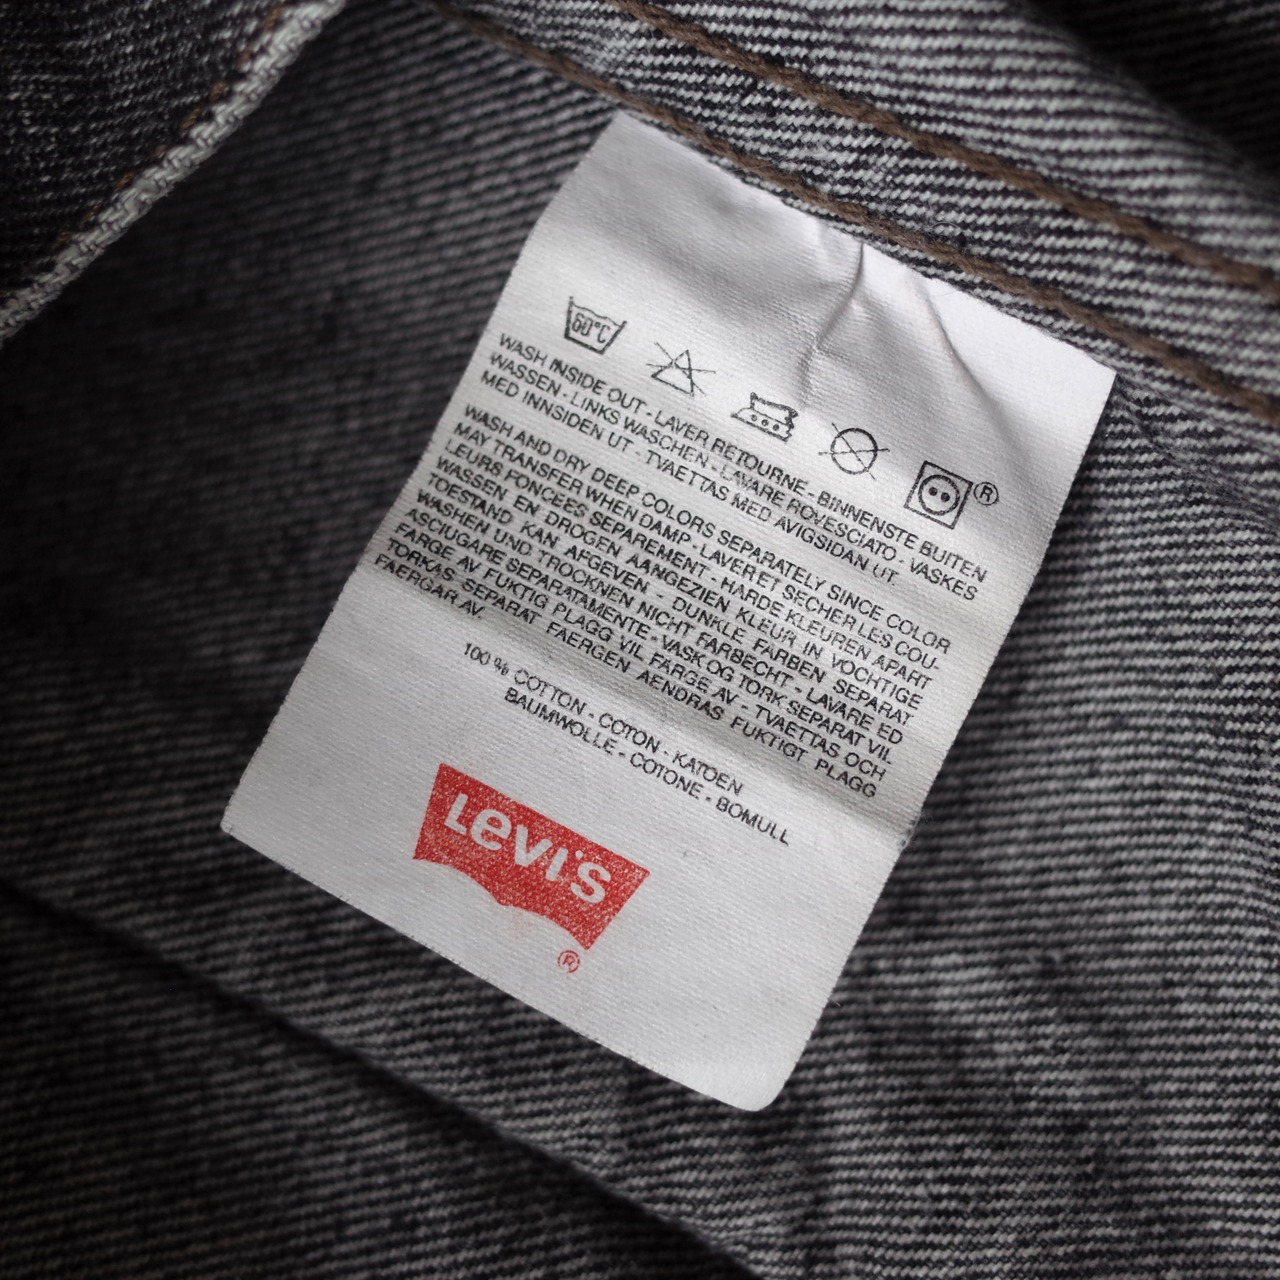 60°C
®
WASH INSIDE OUT - LAVER RETOURNE - BINNENSTE BUITEN
WASSEN - LINKS WASCHEN - LAVARE ROVESCIATO - VASKES
MED INNSIDEN UT - TVAETTAS MED AVIGSIDAN UT.
WASH AND DRY DEEP COLORS SEPARATELY SINCE COLOR
MAY TRANSFER WHEN DAMP - LAVER ET SECHER LES COU-
LEURS FONCEES SEPAREMENT - HARDE KLEUREN APART
WASSEN EN DROGEN AANGEZIEN KLEUR IN VOCHTIGE
TOESTAND KAN AFGEVEN - DUNKLE FARBEN SEPARAT
WASHEN UND TROCKNEN NICHT FARBECHT - LAVARE ED
ASCIUGARE SEPARATAMENTE - VASK OG TORK SEPARAT VIL
FARGE AV FUKTIG PLAGG VIL FARGE AV - TVAETTAS OCH
TORKAS SEPARAT FAERGEN AENDRAS FUKTIGT PLAGG
FAERGAR AV.
100 % COTTON - COTON - KATOEN
BAUMWOLLE - COTONE - BOMULL
Levi's
®